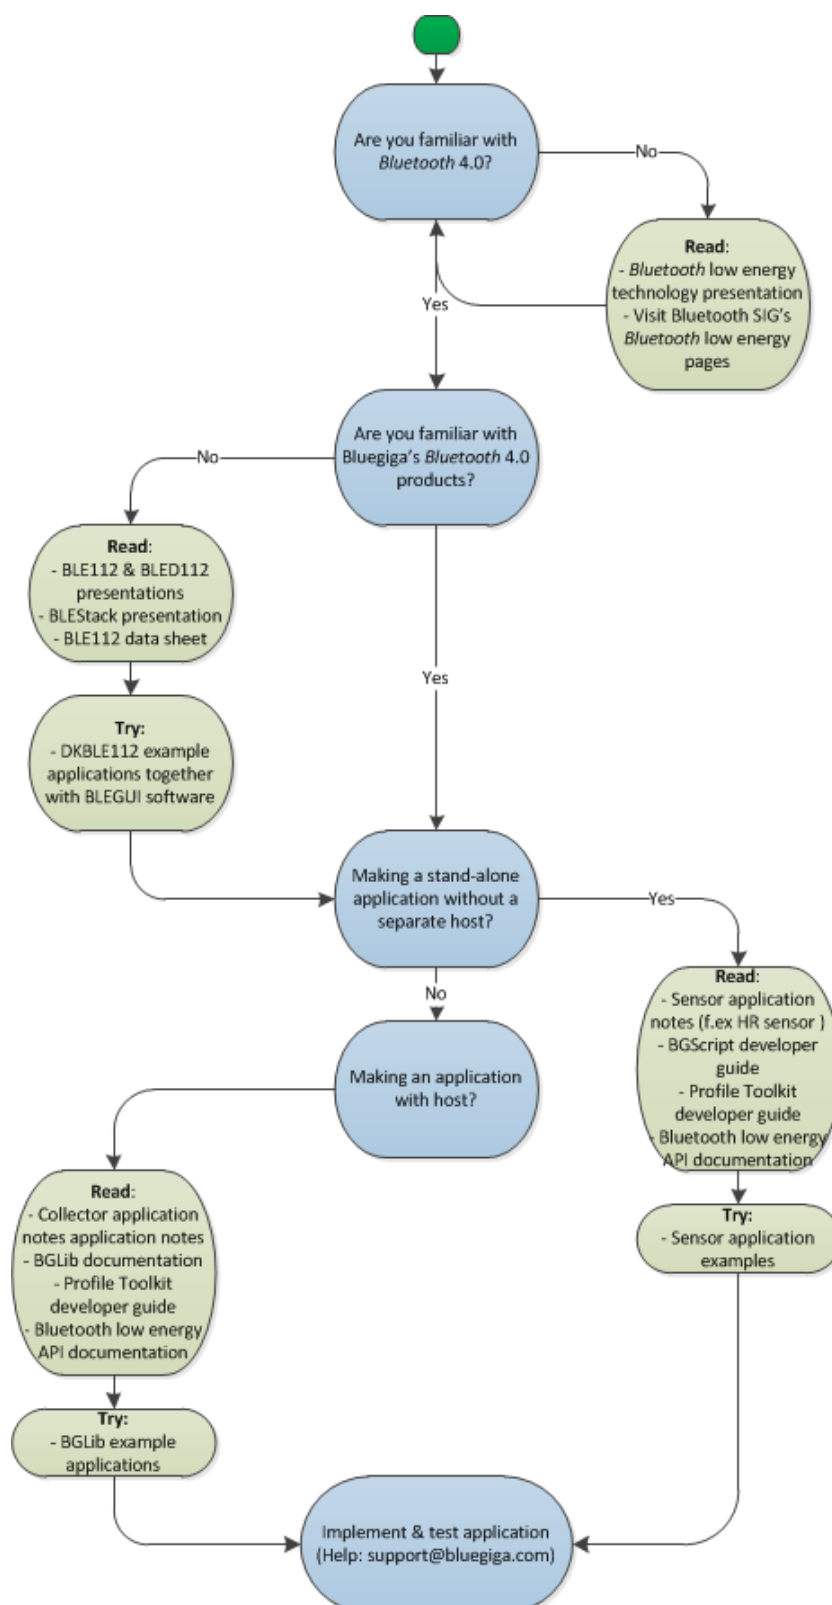 Are you familiar with
Bluetooth 4.0?
No
Read:
- Bluetooth low energy
technology presentation
- Visit Bluetooth SIG's
Bluetooth low energy
pages
Yes
Are you familiar with
Bluegiga's Bluetooth 4.0
products?
No
Read:
- BLE112 & BLED112
presentations
- BLEStack presentation
- BLE112 data sheet
Yes
Try:
- DKBLE112 example
applications together
with BLEGUI software
Making a stand-alone
application without a
separate host?
Yes
No
Read:
- Sensor application
notes (f.ex HR sensor )
- BGScript developer
guide
- Profile Toolkit
developer guide
- Bluetooth low energy
API documentation
Making an application
with host?
Read:
- Collector application
notes application notes
- BGLib documentation
- Profile Toolkit
developer guide
- Bluetooth low energy
API documentation
Try:
- Sensor application
examples
Try:
- BGLib example
applications
Implement & test application
(Help: support@bluegiga.com)